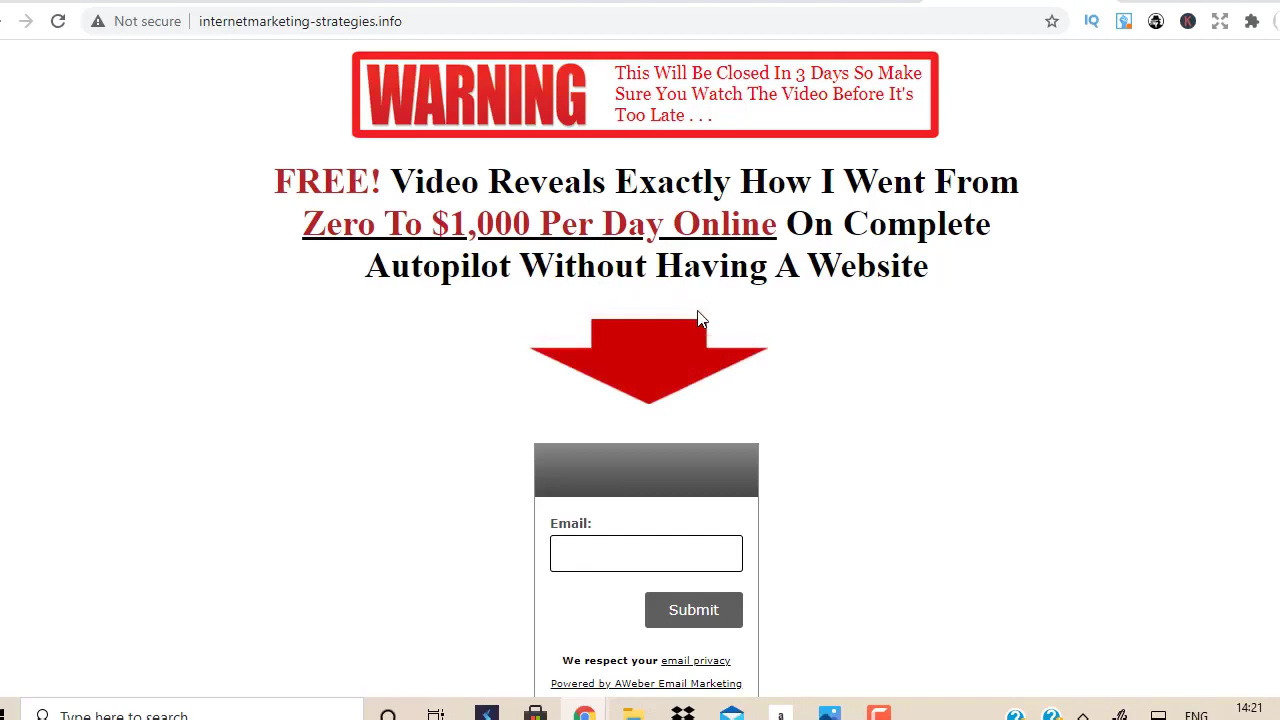 Not secure
internetmarketing-strategies.info
IQ
K
WARNING
This Will Be Closed In 3 Days So Make
Sure You Watch The Video Before It's
Too Late . . .
FREE! Video Reveals Exactly How I Went From
Zero To $1,000 Per Day Online On Complete
Autopilot Without Having A Website
Email:
Submit
We respect your email privacy
Powered by AWeber Email Marketing
14:21
Type here to search
a
ENG